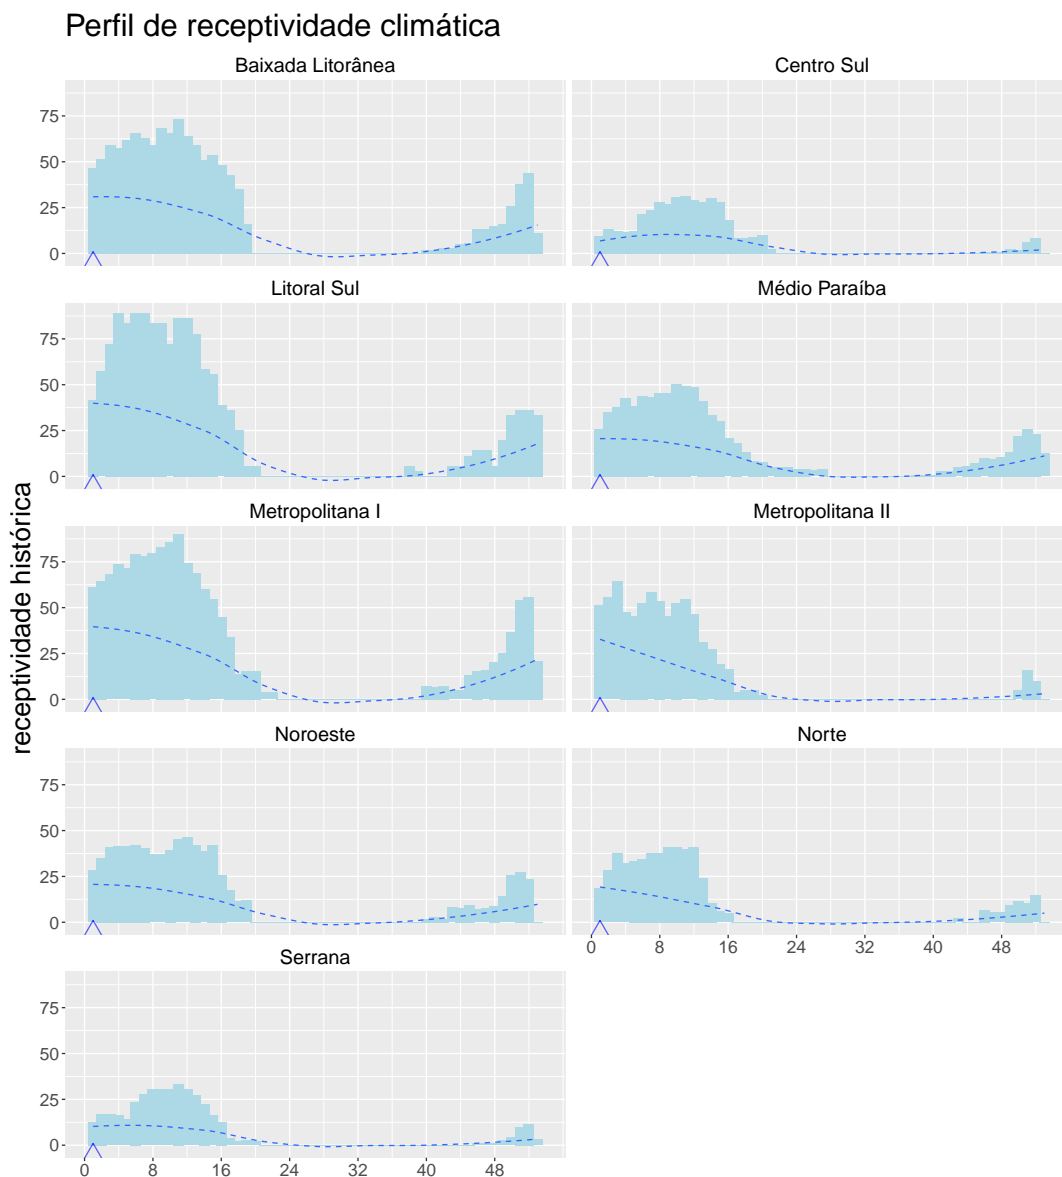 Perfil de receptividade climática
Baixada Litorânea
Centro Sul
75
50
25
0
Litoral Sul
Médio Paraíba
75
50
25
0
receptividade histórica
Metropolitana I
Metropolitana II
75
50
25
0
Noroeste
Norte
75
50
25
0
0 8 16 24 32 40 48
Serrana
75
50
25
0
0 8 16 24 32 40 48